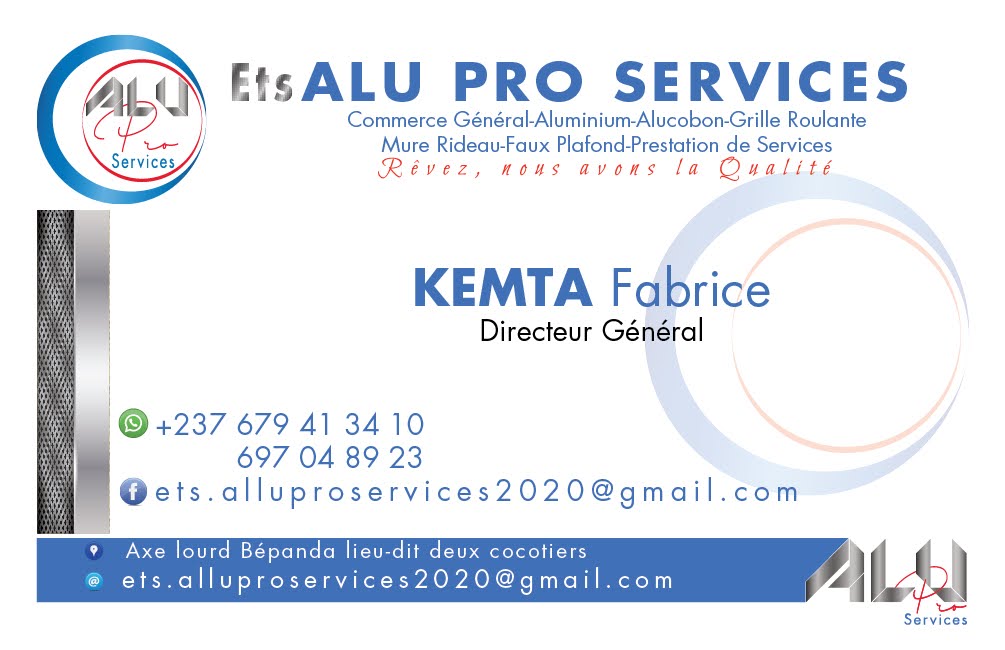 ALU
Pro
Services
Ets ALU PRO SERVICES
Commerce Général-Aluminium-Alucobon-Grille Roulante
Mure Rideau-Faux Plafond-Prestation de Services
Rêvez, nous avons la Qualité
KEMTA Fabrice
Directeur Général
+237 679 41 34 10
697 04 89 23
ets.alluproservices2020@gmail.com
Axe lourd Bépanda lieu-dit deux cocotiers
ets.alluproservices2020@gmail.com
ALU
Pro
Services